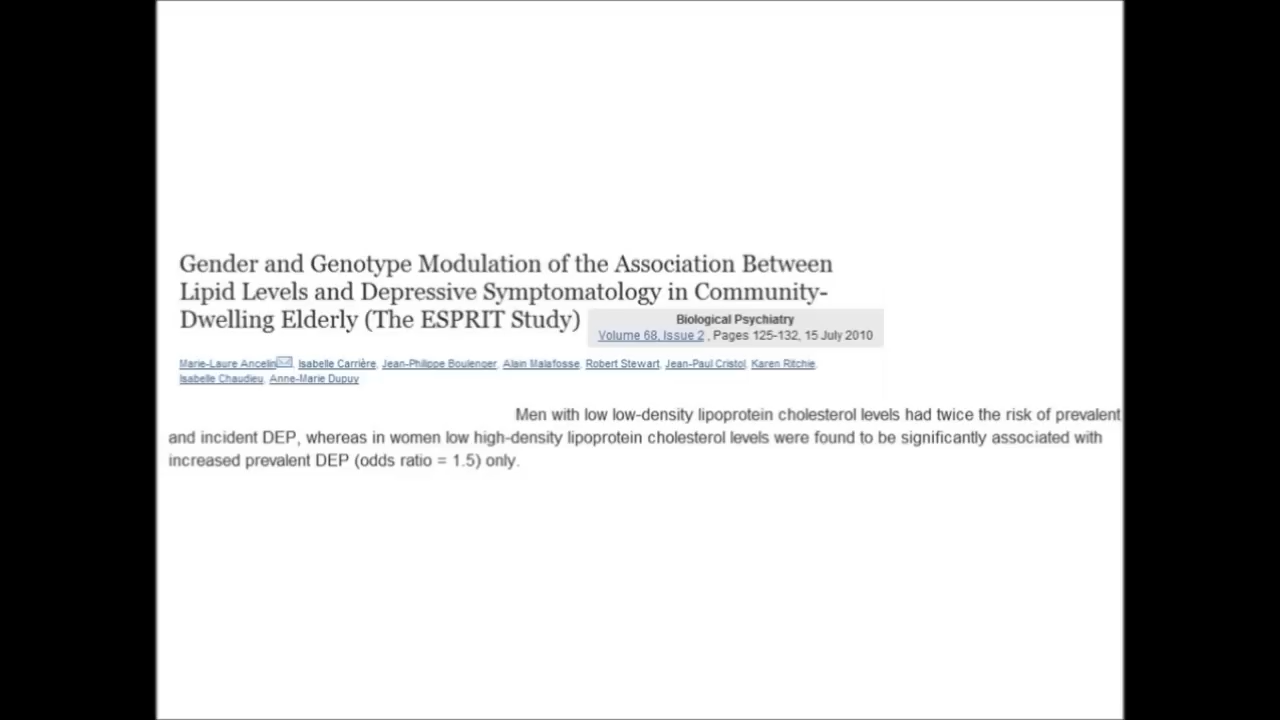 Gender and Genotype Modulation of the Association Between
Lipid Levels and Depressive Symptomatology in Community-
Dwelling Elderly (The ESPRIT Study)
Biological Psychiatry
Volume 68, Issue 2 , Pages 125-132, 15 July 2010
Marie-Laure Ancelin, Isabelle Carrière, Jean-Philippe Boulenger, Alain Malafosse, Robert Stewart, Jean-Paul Cristol, Karen Ritchie,
Isabelle Chaudieu, Anne-Marie Dupuy
Men with low low-density lipoprotein cholesterol levels had twice the risk of prevalent
and incident DEP, whereas in women low high-density lipoprotein cholesterol levels were found to be significantly associated with
increased prevalent DEP (odds ratio = 1.5) only.